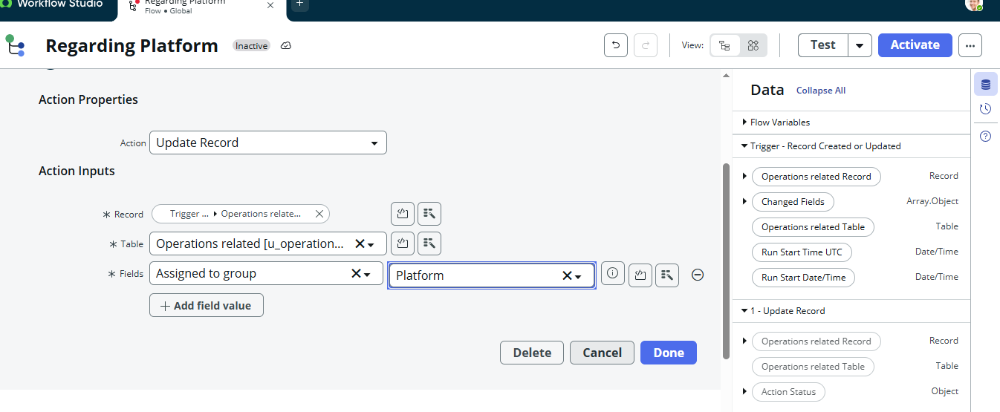 Workflow Studio
Regarding Platform
Flow • Global
Regarding Platform
Inactive
View:
Test
Activate
Action Properties
Action
Update Record
Action Inputs
Record
Trigger ... ▸ Operations relate...
Table
Operations related [u_operation...
Fields
Assigned to group
Platform
+ Add field value
Delete
Cancel
Done
Data
Collapse All
Flow Variables
Trigger - Record Created or Updated
Operations related Record
Record
Changed Fields
Array.Object
Operations related Table
Table
Run Start Time UTC
Date/Time
Run Start Date/Time
Date/Time
1 - Update Record
Operations related Record
Record
Operations related Table
Table
Action Status
Object